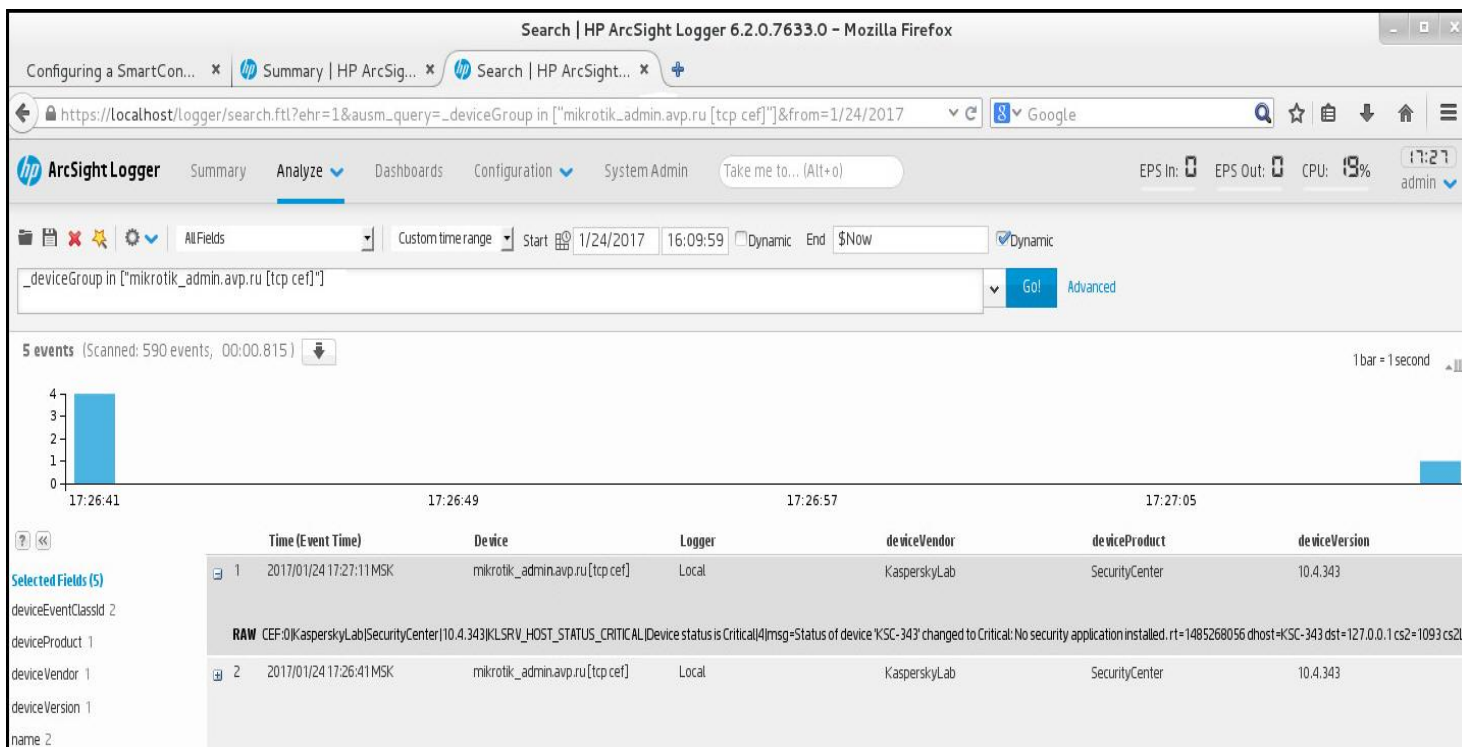 Search | HP ArcSight Logger 6.2.0.7633.0 – Mozilla Firefox
Configuring a SmartCon... × Summary | HP ArcSig... × Search | HP ArcSight... ×
https://localhost/logger/search.ftl?ehr=1&ausm_query=_deviceGroup in ["mikrotik_admin.avp.ru [tcp cef]"]&from=1/24/2017 Google
hp ArcSight Logger Summary Analyze Dashboards Configuration System Admin Take me to... (Alt+o) EPS In: 0 EPS Out: 0 CPU: 19% 17:27
admin
All Fields Custom time range Start 1/24/2017 16:09:59 Dynamic End $Now Dynamic
_deviceGroup in ["mikrotik_admin.avp.ru [tcp cef]"] Go! Advanced
5 events (Scanned: 590 events, 00:00.815) 1 bar = 1 second
4
3
2
1
0
17:26:41 17:26:49 17:26:57 17:27:05
? « Time (Event Time) Device Logger deviceVendor deviceProduct deviceVersion
Selected Fields (5)
1 2017/01/24 17:27:11 MSK mikrotik_admin.avp.ru [tcp cef] Local KasperskyLab SecurityCenter 10.4.343
deviceEventClassId 2
RAW CEF:0|KasperskyLab|SecurityCenter|10.4.343|KLSRV_HOST_STATUS_CRITICAL|Device status is Critical|4|msg=Status of device 'KSC-343' changed to Critical: No security application installed. rt=1485268056 dhost=KSC-343 dst=127.0.0.1 cs2=1093 cs2l
deviceProduct 1
deviceVendor 1
2 2017/01/24 17:26:41 MSK mikrotik_admin.avp.ru [tcp cef] Local KasperskyLab SecurityCenter 10.4.343
deviceVersion 1
name 2